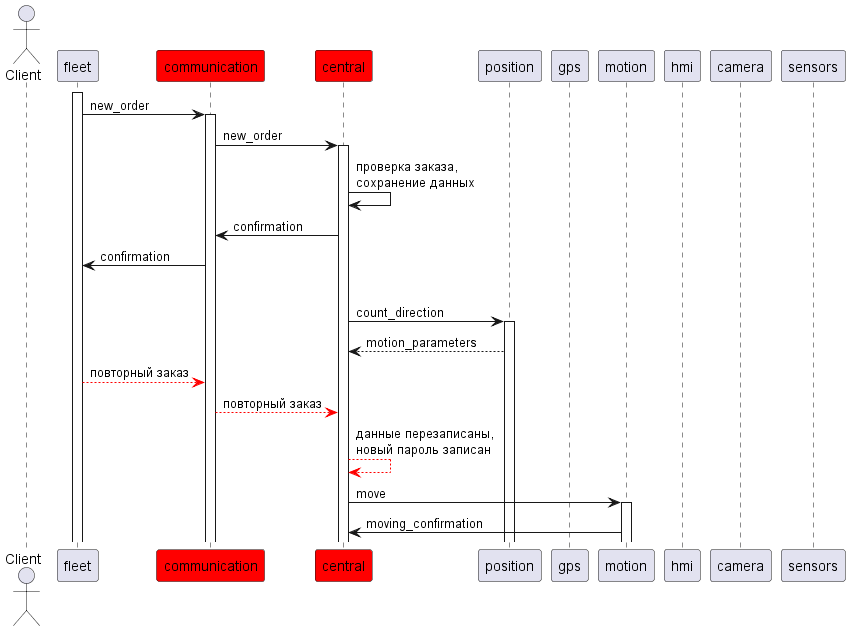 Client
fleet
communication
central
position
gps
motion
hmi
camera
sensors
new_order
new_order
проверка заказа,
сохранение данных
confirmation
confirmation
count_direction
motion_parameters
повторный заказ
повторный заказ
данные перезаписаны,
новый пароль записан
move
moving_confirmation
Client
fleet
communication
central
position
gps
motion
hmi
camera
sensors